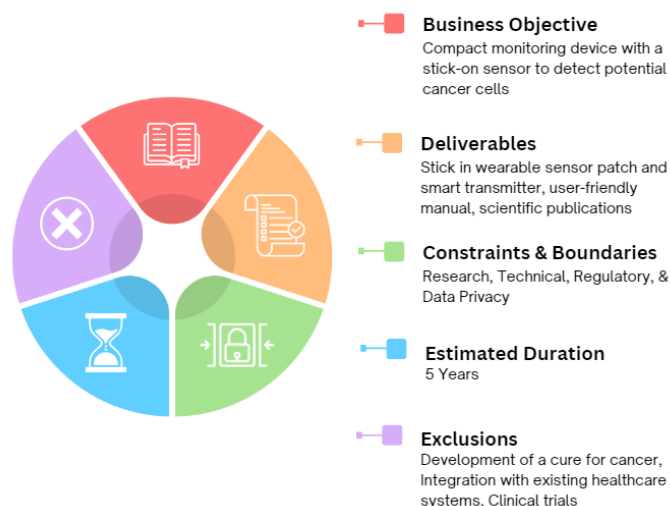 Business Objective
Compact monitoring device with a
stick-on sensor to detect potential
cancer cells
Deliverables
Stick in wearable sensor patch and
smart transmitter, user-friendly
manual, scientific publications
Constraints & Boundaries
Research, Technical, Regulatory, &
Data Privacy
Estimated Duration
5 Years
Exclusions
Development of a cure for cancer,
Integration with existing healthcare
systems, Clinical trials